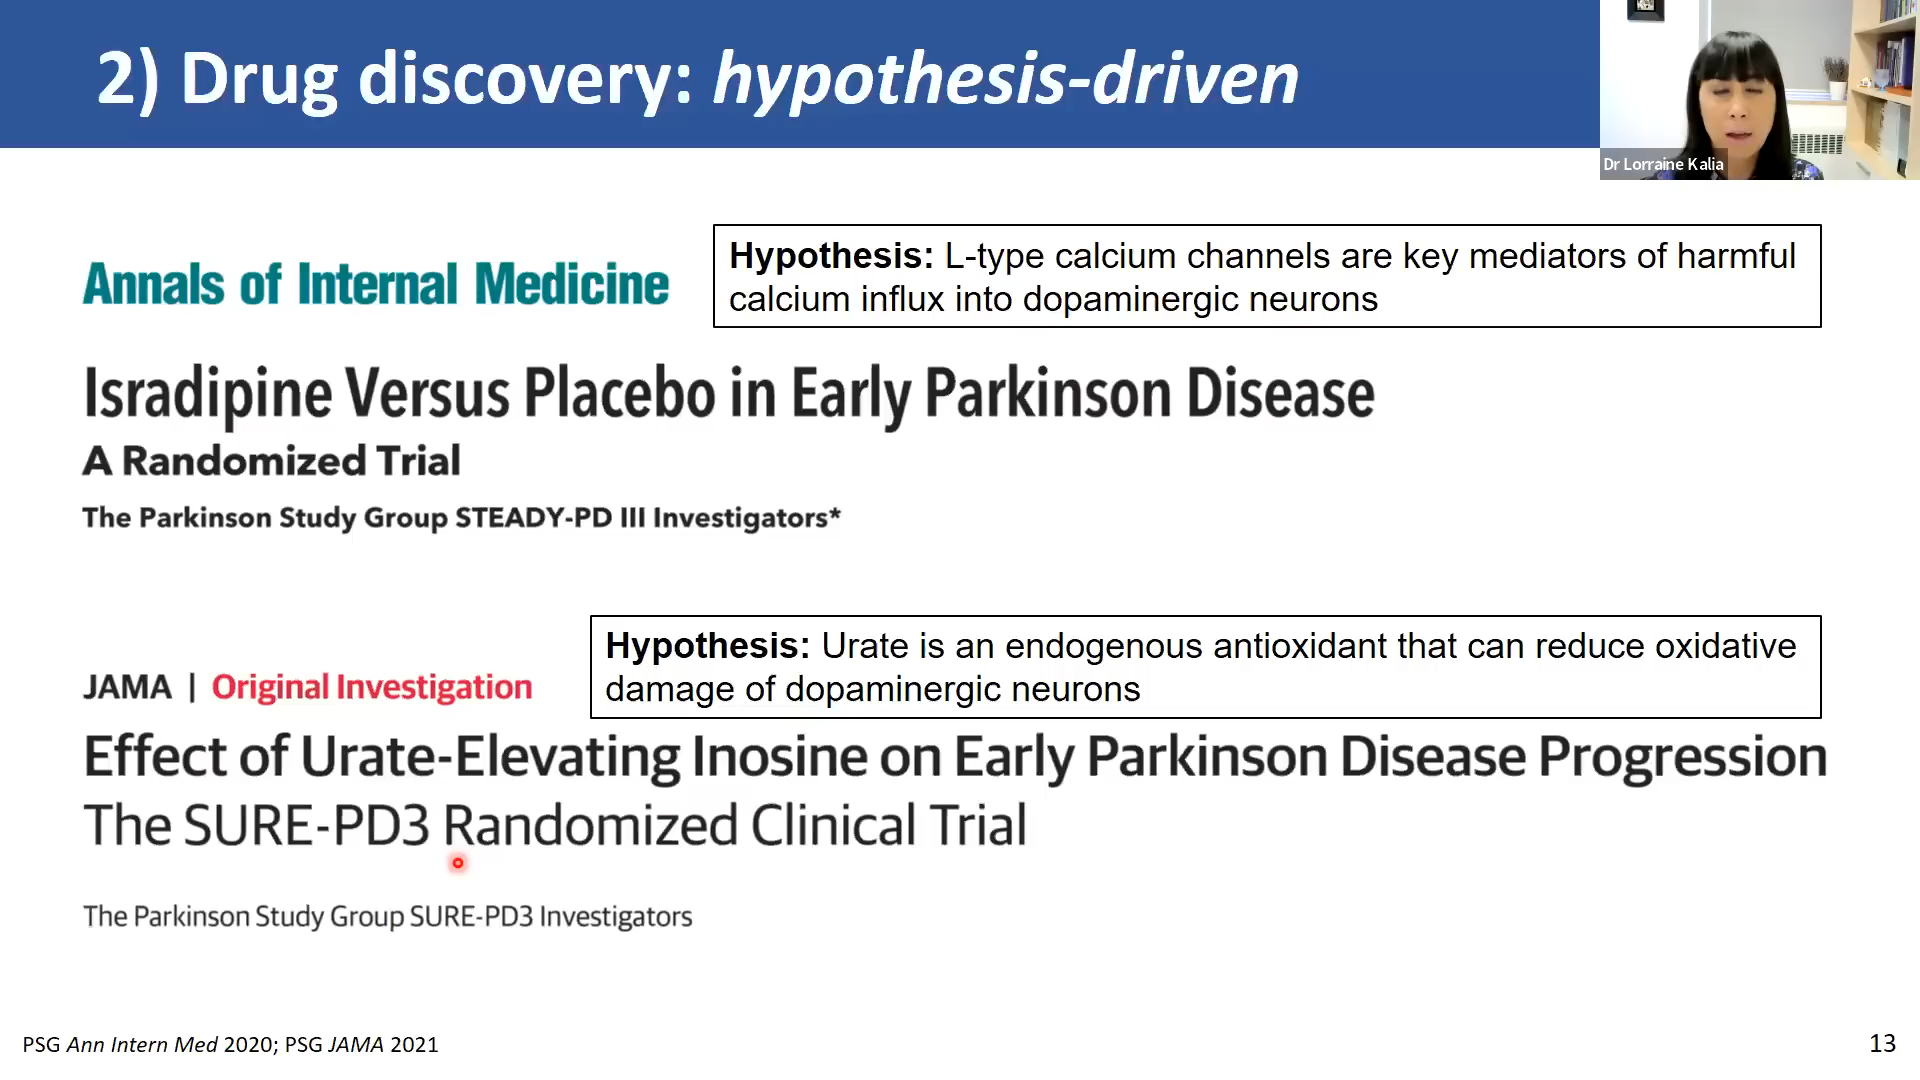 2) Drug discovery: hypothesis-driven
Dr Lorraine Kalia
Annals of Internal Medicine
Hypothesis: L-type calcium channels are key mediators of harmful
calcium influx into dopaminergic neurons
Isradipine Versus Placebo in Early Parkinson Disease
A Randomized Trial
The Parkinson Study Group STEADY-PD III Investigators*
JAMA | Original Investigation
Hypothesis: Urate is an endogenous antioxidant that can reduce oxidative
damage of dopaminergic neurons
Effect of Urate-Elevating Inosine on Early Parkinson Disease Progression
The SURE-PD3 Randomized Clinical Trial
The Parkinson Study Group SURE-PD3 Investigators
PSG Ann Intern Med 2020; PSG JAMA 2021
13